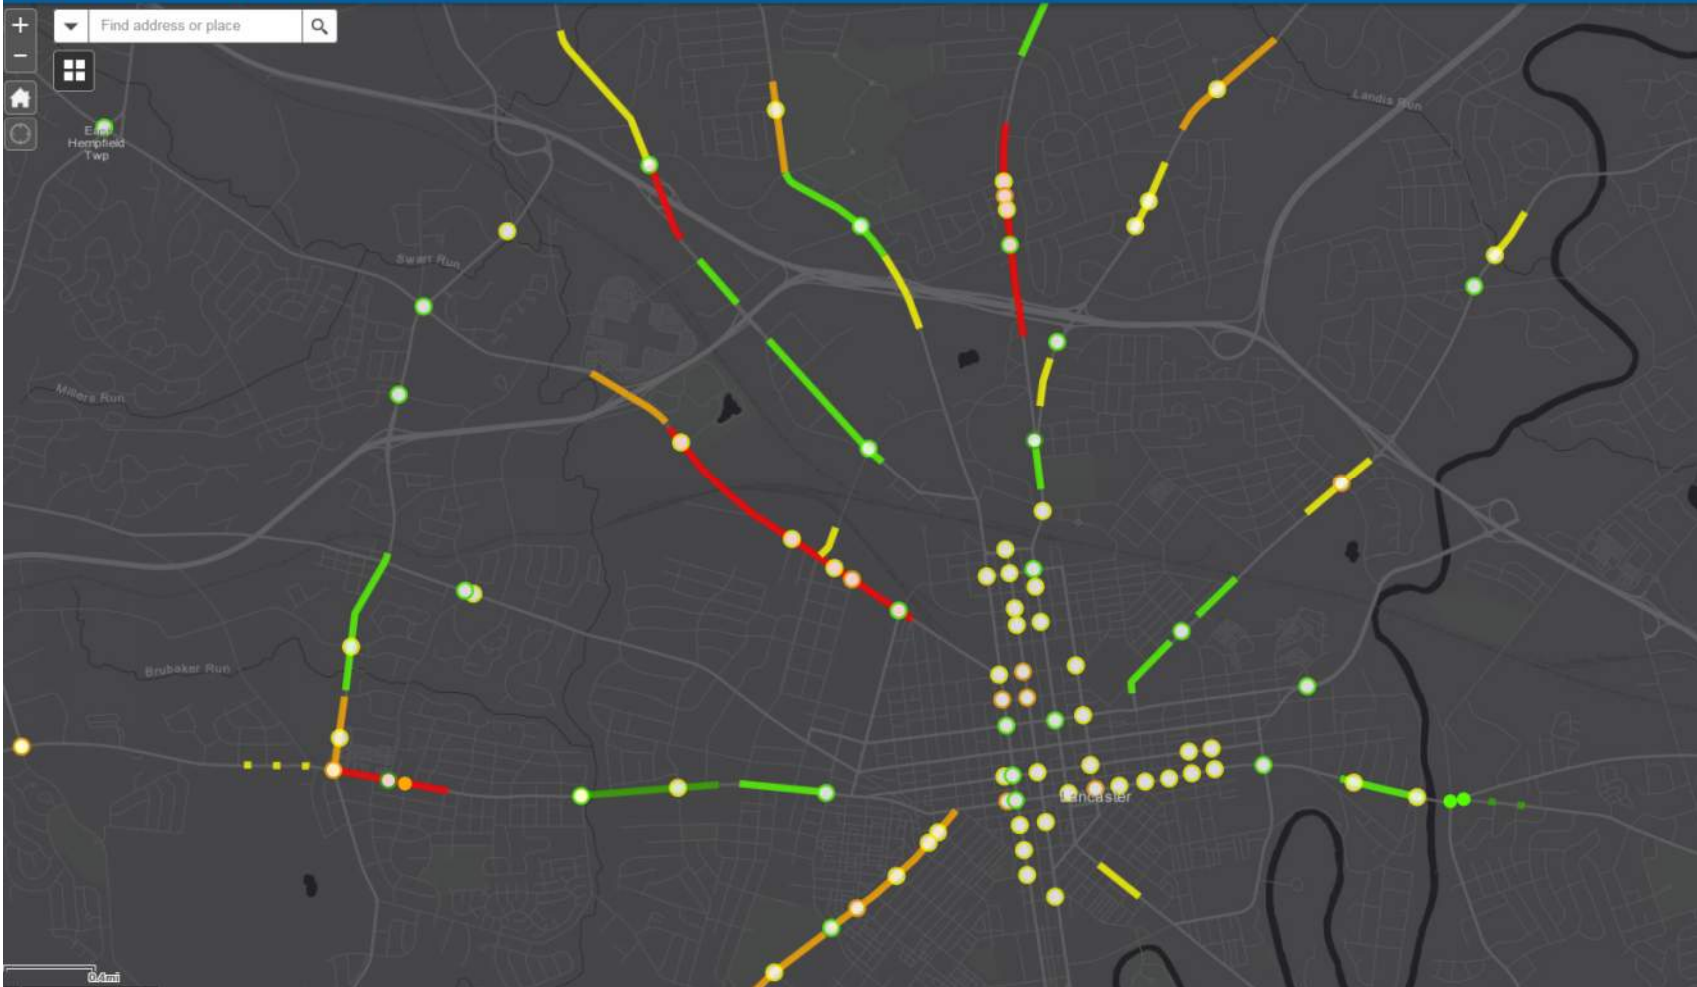 +
Find address or place
−
Landis Run
East
Hempfield
Twp
Swarr Run
Millers Run
Brubaker Run
Lancaster
0.4mi